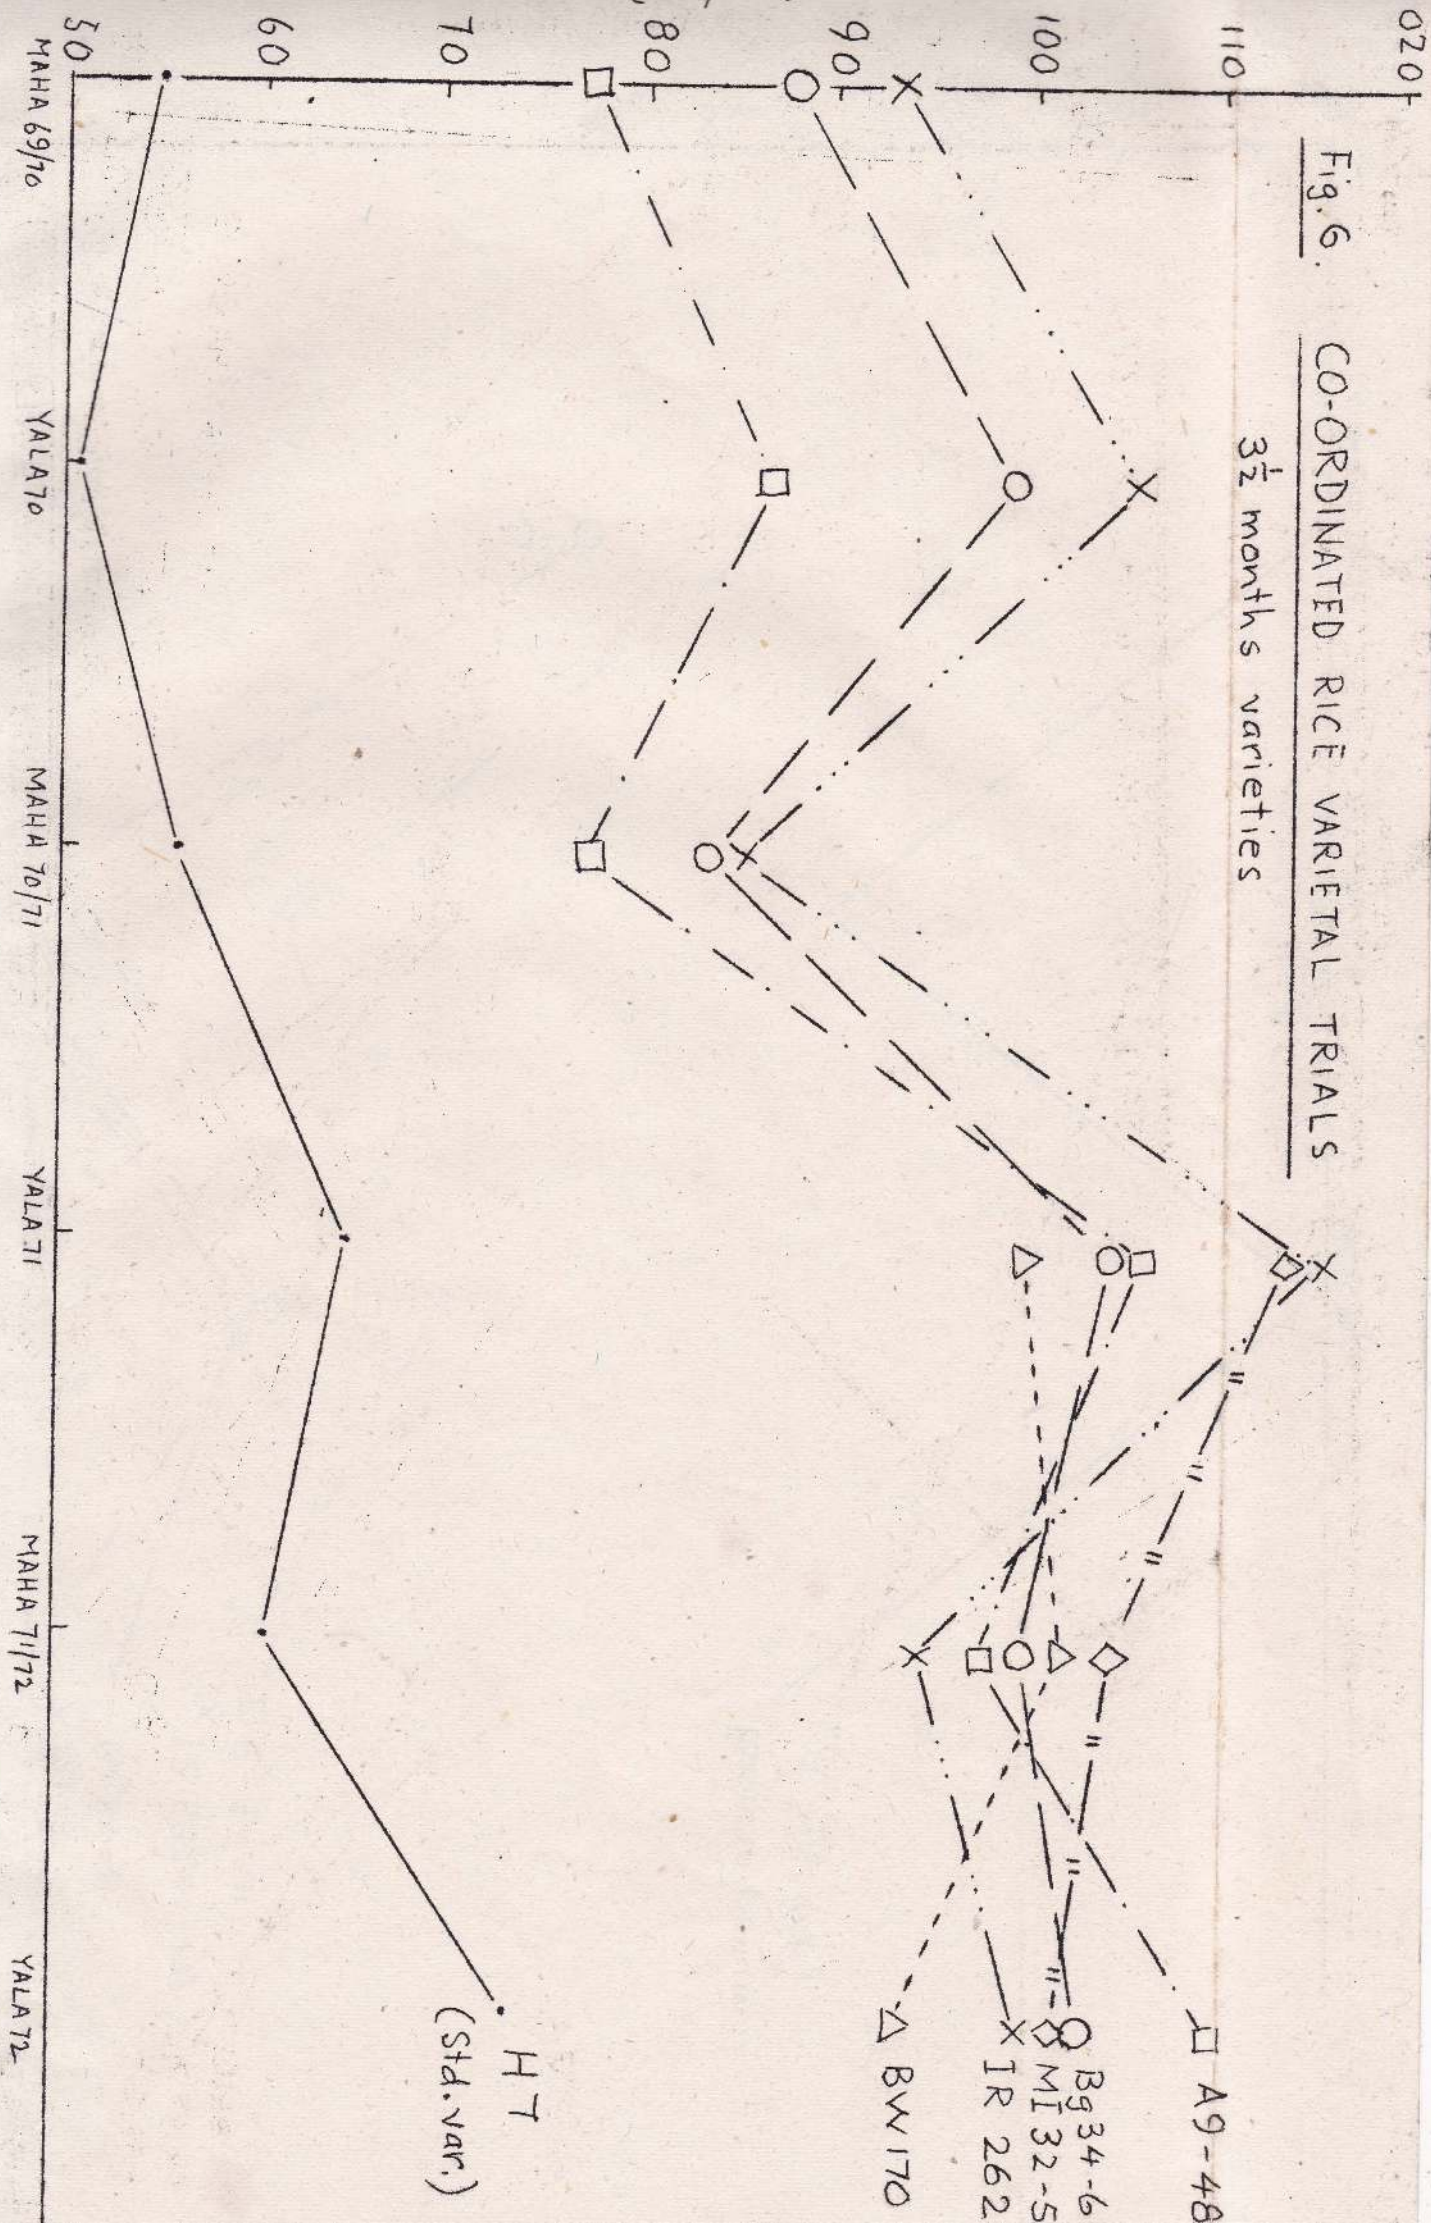 Fig. 6. CO-ORDINATED RICE VARIETAL TRIALS
3½ months varieties
020
110
100
90
80
70
60
50
MAHA 69/70
YALA 70
MAHA 70/71
YALA 71
MAHA 71/72
YALA 72
A9-48
Bg 34-6
MI 32-5
IR 262
BW 170
H 7
(Std. var.)